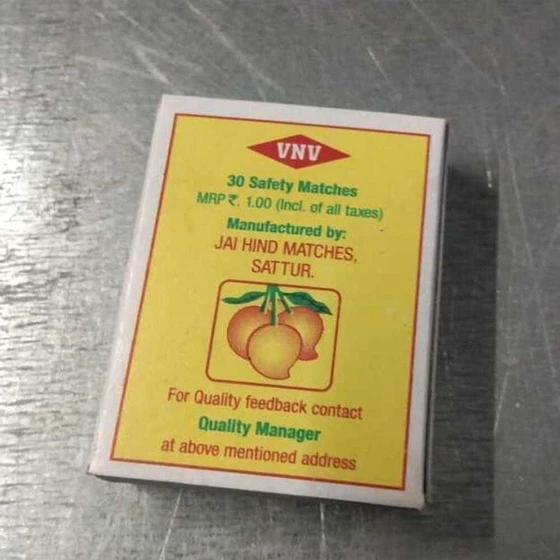 VNV
30 Safety Matches
MRP ₹. 1.00 (Incl. of all taxes)
Manufactured by:
JAI HIND MATCHES,
SATTUR.
For Quality feedback contact
Quality Manager
at above mentioned address